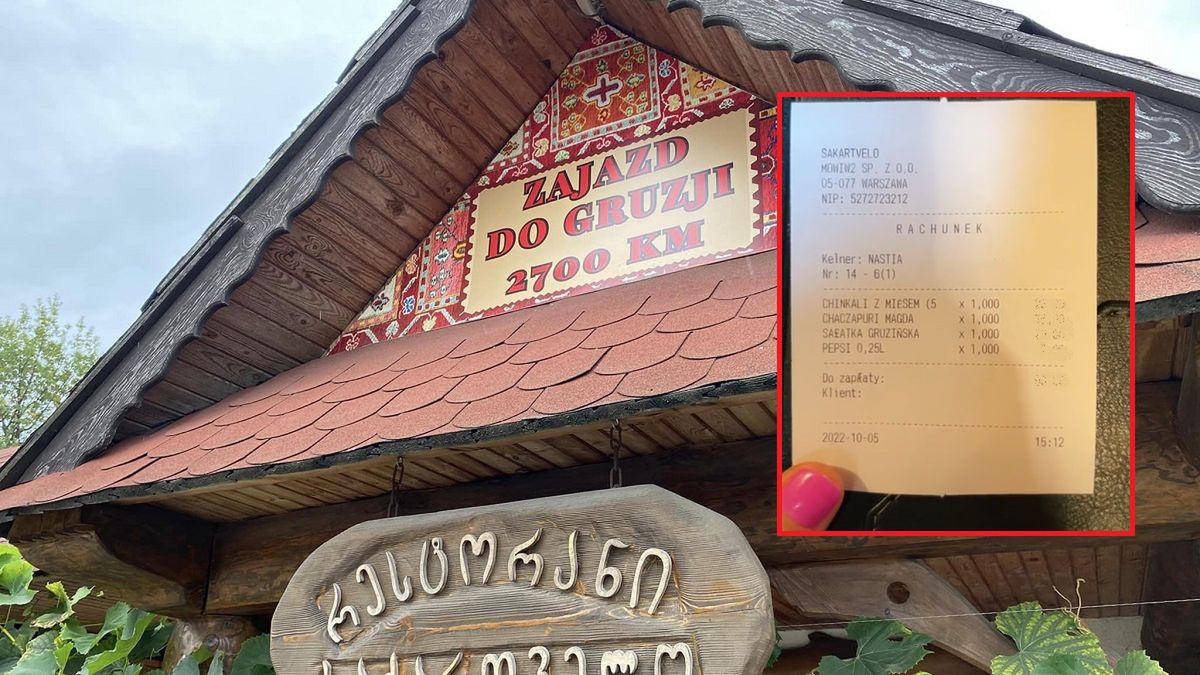 ZAJAZD
DO GRUZJI
2700 KM
რესტორანი
საქართველო
SAKARTVELO
MOWIW2 SP. Z O.O.
05-077 WARSZAWA
NIP: 5272723212
RACHUNEK
Kelner: NASTIA
Nr: 14 - 6(1)
CHINKALI Z MIĘSEM (5 x 1,000
CHACZAPURI MAGDA x 1,000
SAŁATKA GRUZIŃSKA x 1,000
PEPSI 0,25L x 1,000
Do zapłaty:
Klient:
2022-10-05 15:12